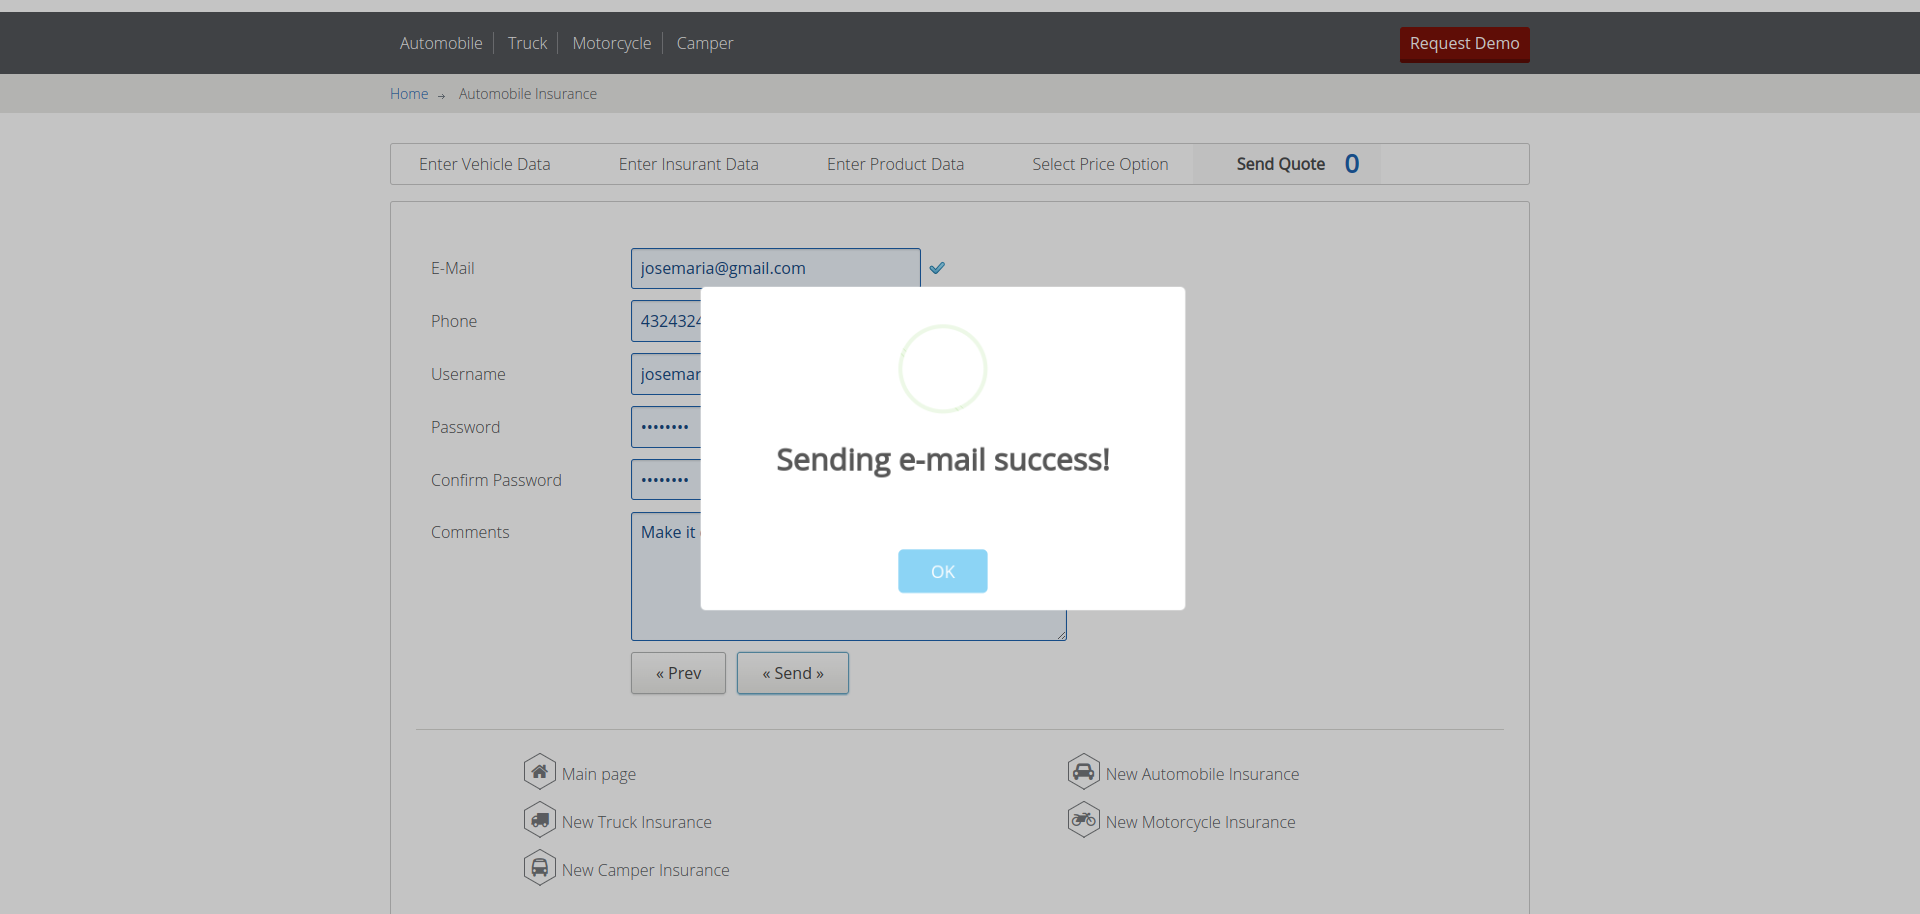 Automobile
Truck
Motorcycle
Camper
Request Demo
Home → Automobile Insurance
Enter Vehicle Data
Enter Insurant Data
Enter Product Data
Select Price Option
Send Quote 0
E-Mail
josemaria@gmail.com
Phone
432432
Username
josemar
Password
••••••••
Confirm Password
••••••••
Comments
Make it
Sending e-mail success!
OK
« Prev
« Send »
Main page
New Automobile Insurance
New Truck Insurance
New Motorcycle Insurance
New Camper Insurance